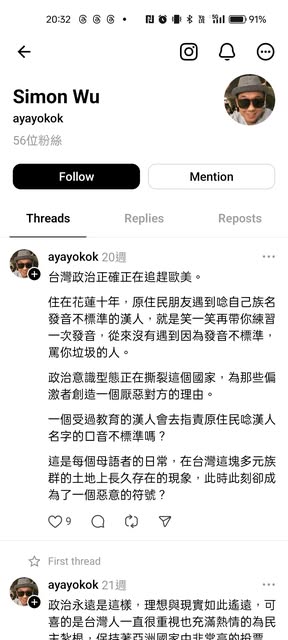 20:32
91%
Simon Wu
ayayokok
56位粉絲
Follow
Mention
Threads
Replies
Reposts
ayayokok 20週
台灣政治正確正在追趕歐美。
住在花蓮十年，原住民朋友遇到唸自己族名
發音不標準的漢人，就是笑一笑再帶你練習
一次發音，從來沒有遇到因為發音不標準，
罵你垃圾的人。
政治意識型態正在撕裂這個國家，為那些偏
激者創造一個厭惡對方的理由。
一個受過教育的漢人會去指責原住民唸漢人
名字的口音不標準嗎？
這是每個母語者的日常，在台灣這塊多元族
群的土地上長久存在的現象，此時此刻卻成
為了一個惡意的符號？
9
First thread
ayayokok 21週
政治永遠是這樣，理想與現實如此遙遠，可
喜的是台灣人一直很重視也充滿熱情的為民
主紮根，保持著亞洲國家中非常高的投票